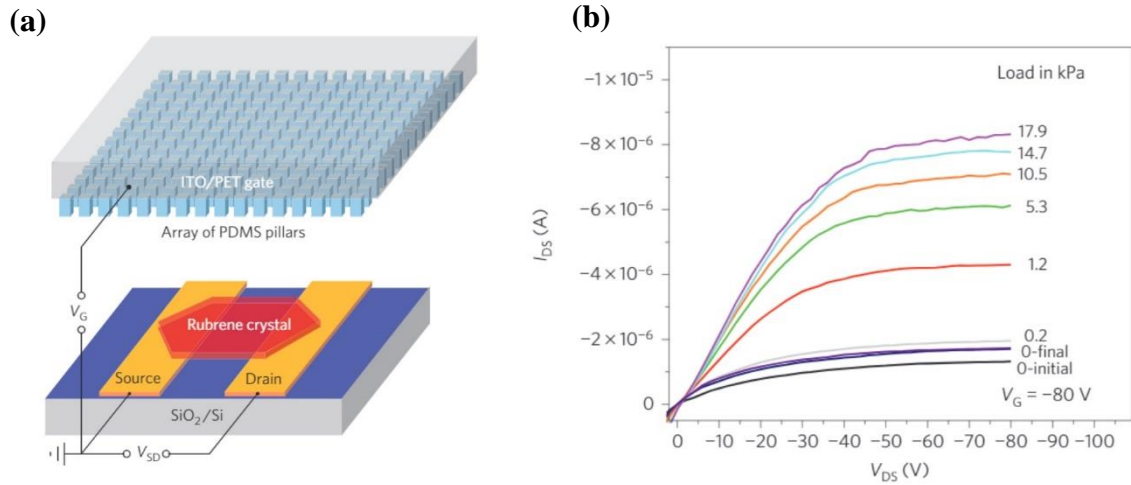 (a)
ITO/PET gate
Array of PDMS pillars
V_G
Rubrene crystal
Source
Drain
SiO₂/Si
V_SD
(b)
Load in kPa
−1 × 10⁻⁵
−8 × 10⁻⁶
−6 × 10⁻⁶
−4 × 10⁻⁶
−2 × 10⁻⁶
0
I_DS (A)
17.9
14.7
10.5
5.3
1.2
0.2
0-final
0-initial
V_G = −80 V
0 −10 −20 −30 −40 −50 −60 −70 −80 −90 −100
V_DS (V)